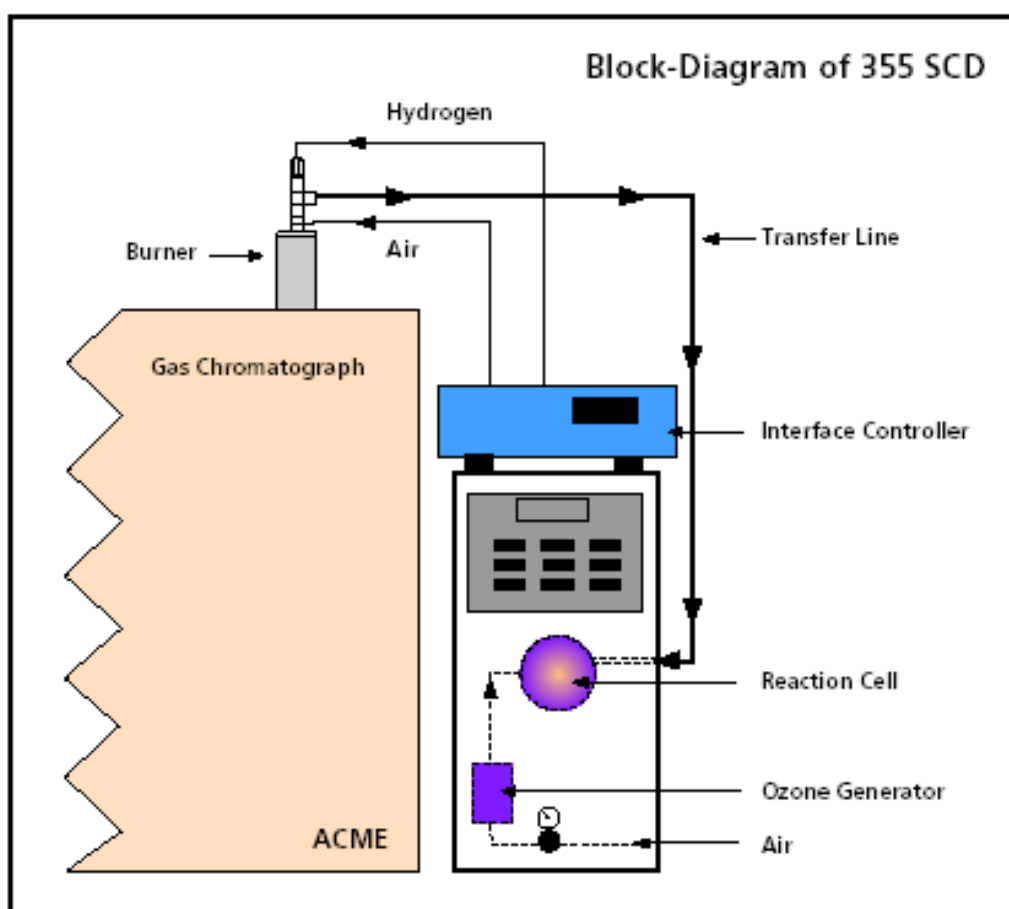 Block-Diagram of 355 SCD
Hydrogen
Transfer Line
Burner
Air
Gas Chromatograph
Interface Controller
Reaction Cell
Ozone Generator
ACME
Air